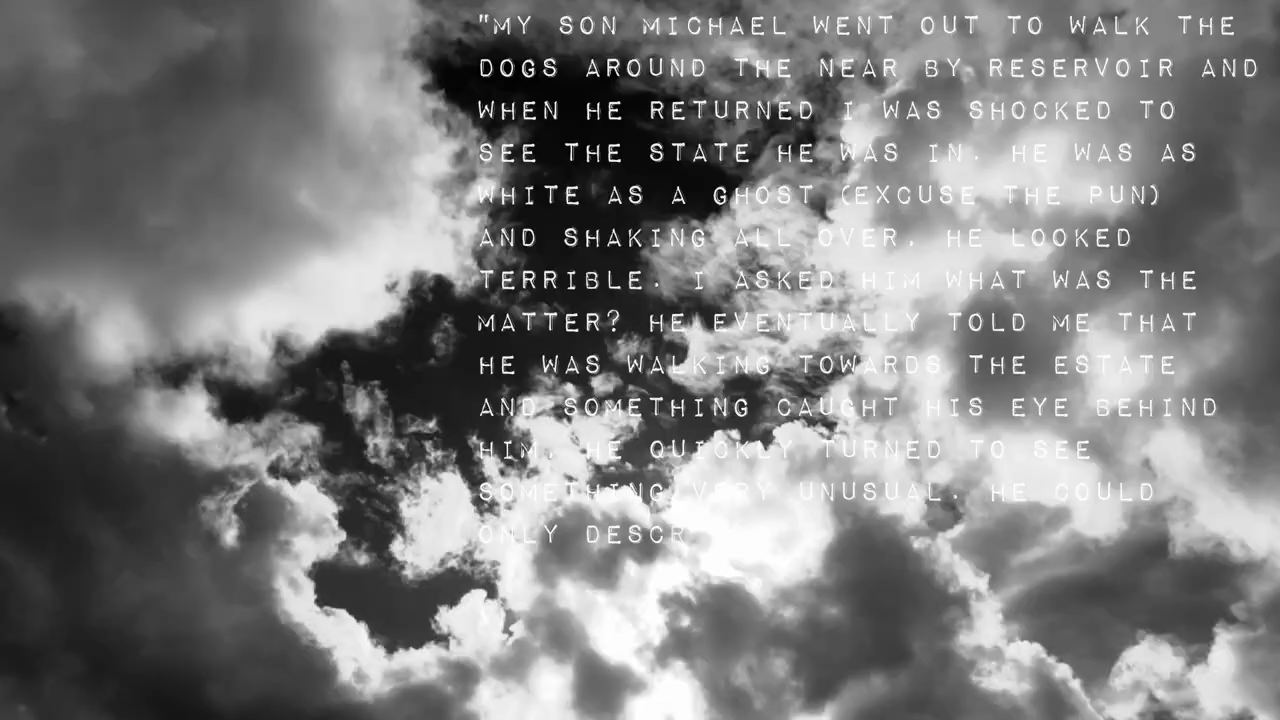 "MY SON MICHAEL WENT OUT TO WALK THE
DOGS AROUND THE NEAR BY RESERVOIR AND
WHEN HE RETURNED I WAS SHOCKED TO
SEE THE STATE HE WAS IN. HE WAS AS
WHITE AS A GHOST (EXCUSE THE PUN)
AND SHAKING ALL OVER. HE LOOKED
TERRIBLE. I ASKED HIM WHAT WAS THE
MATTER? HE EVENTUALLY TOLD ME THAT
HE WAS WALKING TOWARDS THE ESTATE
AND SOMETHING CAUGHT HIS EYE BEHIND
HIM. HE QUICKLY TURNED TO SEE
SOMETHING VERY UNUSUAL. HE COULD
ONLY DESCR